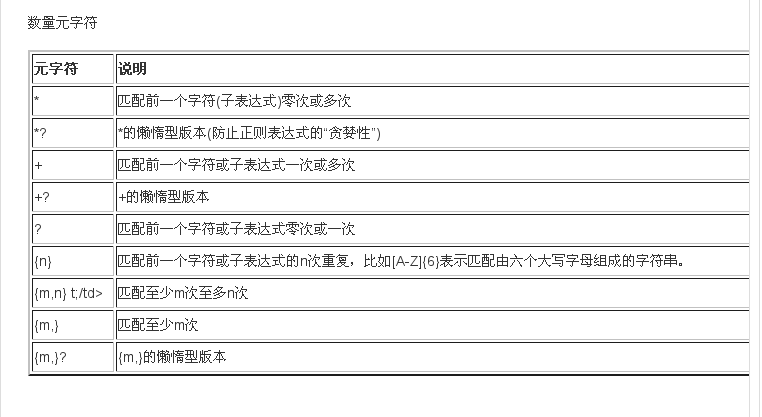 数量元字符
元字符 说明
* 匹配前一个字符(子表达式)零次或多次
*? *的懒惰型版本(防止正则表达式的“贪婪性”)
+ 匹配前一个字符或子表达式一次或多次
+? +的懒惰型版本
? 匹配前一个字符或子表达式零次或一次
{n} 匹配前一个字符或子表达式的n次重复，比如[A-Z]{6}表示匹配由六个大写字母组成的字符串。
{m,n} t;/td> 匹配至少m次至多n次
{m,} 匹配至少m次
{m,}? {m,}的懒惰型版本